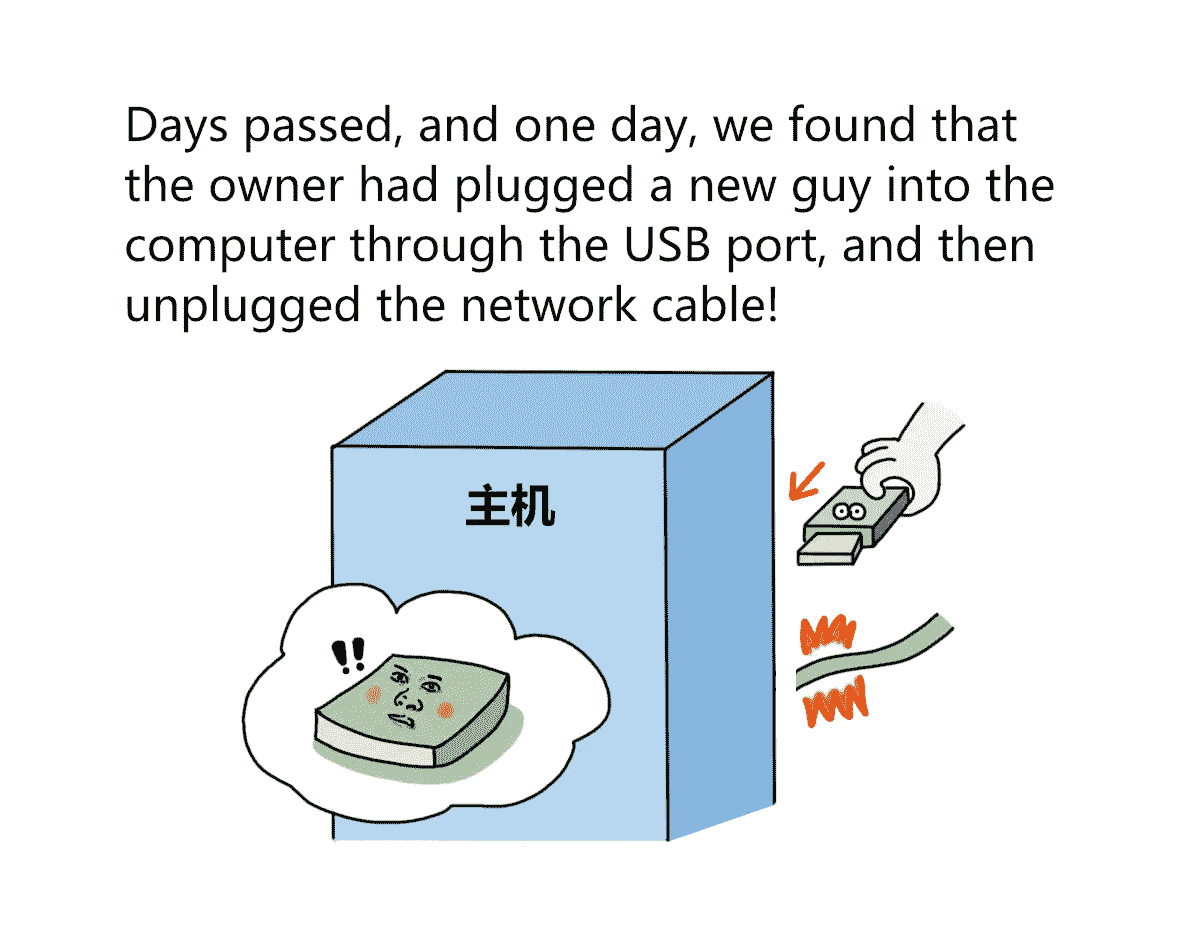 Days passed, and one day, we found that
the owner had plugged a new guy into the
computer through the USB port, and then
unplugged the network cable!
主机
!!